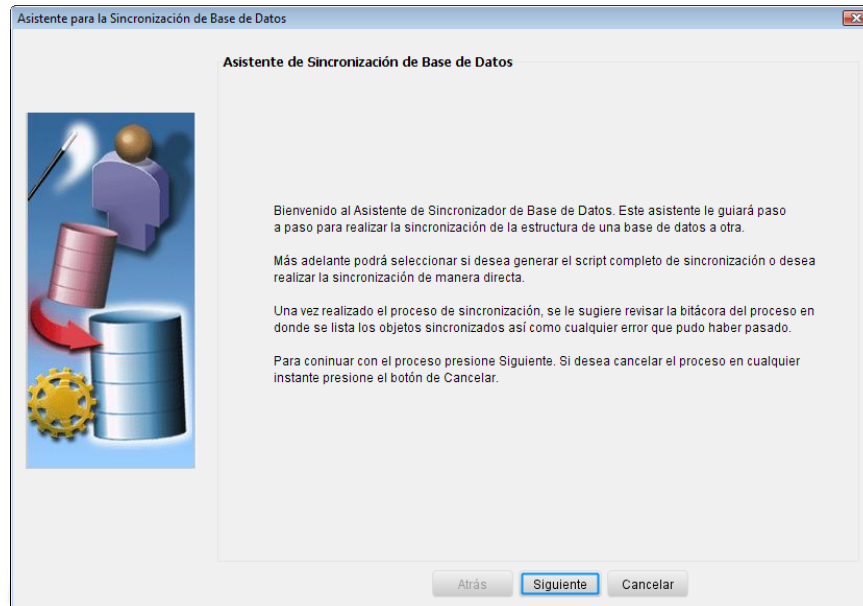 Asistente para la Sincronización de Base de Datos
Asistente de Sincronización de Base de Datos
Bienvenido al Asistente de Sincronizador de Base de Datos. Este asistente le guiará paso
a paso para realizar la sincronización de la estructura de una base de datos a otra.
Más adelante podrá seleccionar si desea generar el script completo de sincronización o desea
realizar la sincronización de manera directa.
Una vez realizado el proceso de sincronización, se le sugiere revisar la bitácora del proceso en
donde se lista los objetos sincronizados así como cualquier error que pudo haber pasado.
Para coninuar con el proceso presione Siguiente. Si desea cancelar el proceso en cualquier
instante presione el botón de Cancelar.
Atrás Siguiente Cancelar